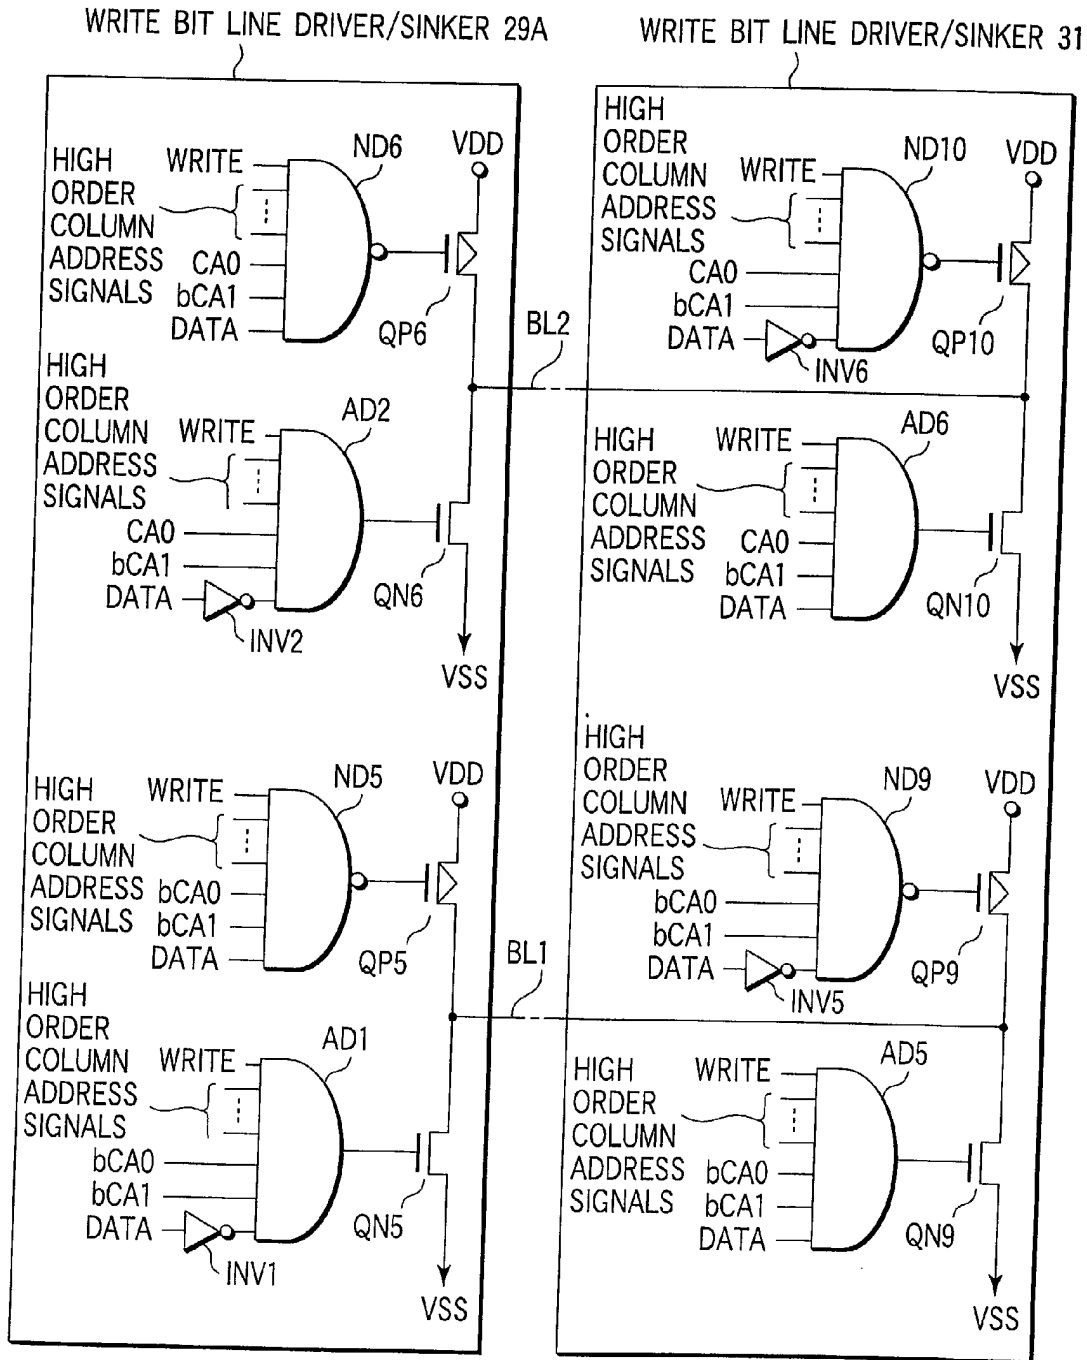 WRITE BIT LINE DRIVER/SINKER 29A
HIGH
ORDER
COLUMN
ADDRESS
SIGNALS
WRITE
CA0
bCA1
DATA
ND6
VDD
QP6
HIGH
ORDER
COLUMN
ADDRESS
SIGNALS
WRITE
CA0
bCA1
DATA
INV2
AD2
QN6
VSS
BL2
HIGH
ORDER
COLUMN
ADDRESS
SIGNALS
WRITE
bCA0
bCA1
DATA
ND5
VDD
QP5
HIGH
ORDER
COLUMN
ADDRESS
SIGNALS
WRITE
bCA0
bCA1
DATA
INV1
AD1
QN5
VSS
BL1
WRITE BIT LINE DRIVER/SINKER 31
HIGH
ORDER
COLUMN
ADDRESS
SIGNALS
WRITE
CA0
bCA1
DATA
INV6
ND10
VDD
QP10
HIGH
ORDER
COLUMN
ADDRESS
SIGNALS
WRITE
CA0
bCA1
DATA
AD6
QN10
VSS
HIGH
ORDER
COLUMN
ADDRESS
SIGNALS
WRITE
bCA0
bCA1
DATA
INV5
ND9
VDD
QP9
HIGH
ORDER
COLUMN
ADDRESS
SIGNALS
WRITE
bCA0
bCA1
DATA
AD5
QN9
VSS